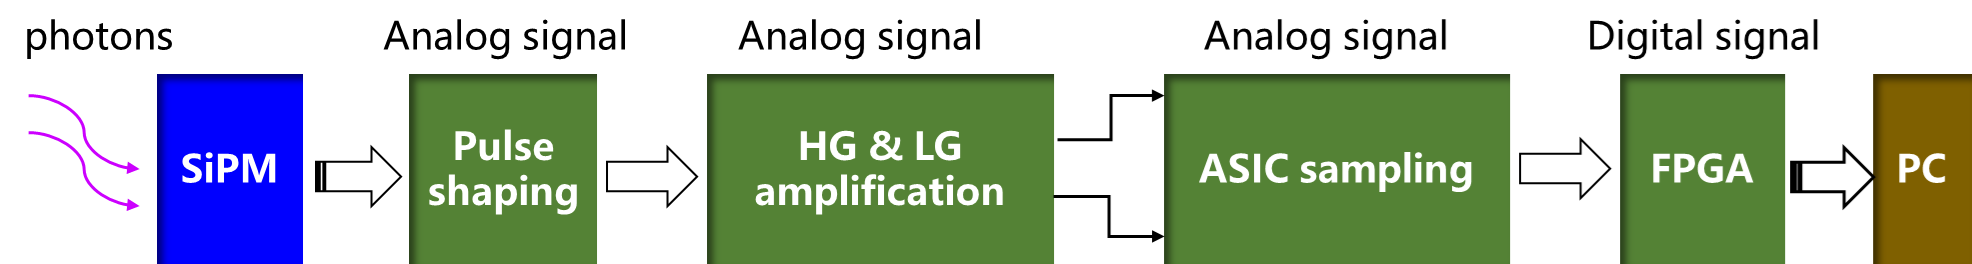 photons
Analog signal
Analog signal
Analog signal
Digital signal
SiPM
Pulse
shaping
HG & LG
amplification
ASIC sampling
FPGA
PC